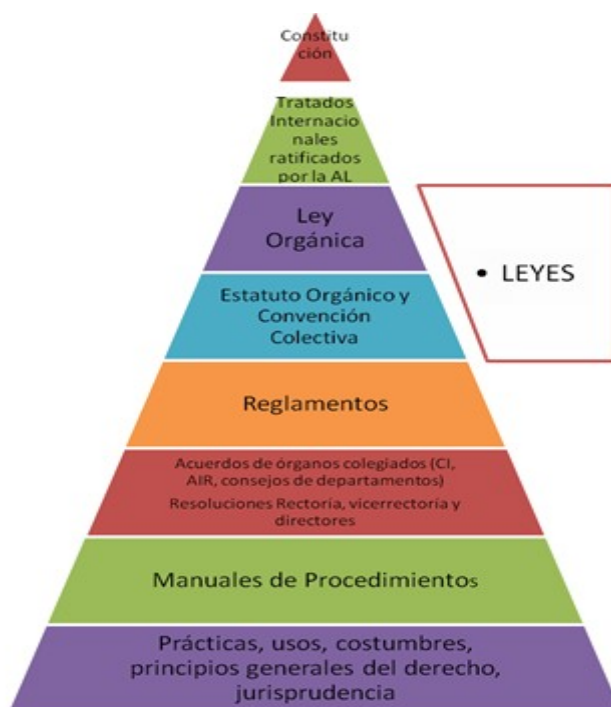 Constitu
ción
Tratados
Internacio
nales
ratificados
por la AL
Ley
Orgánica
• LEYES
Estatuto Orgánico y
Convención
Colectiva
Reglamentos
Acuerdos de órganos colegiados (CI,
AIR, consejos de departamentos)
Resoluciones Rectoría, vicerrectoría y
directores
Manuales de Procedimientos
Prácticas, usos, costumbres,
principios generales del derecho,
jurisprudencia